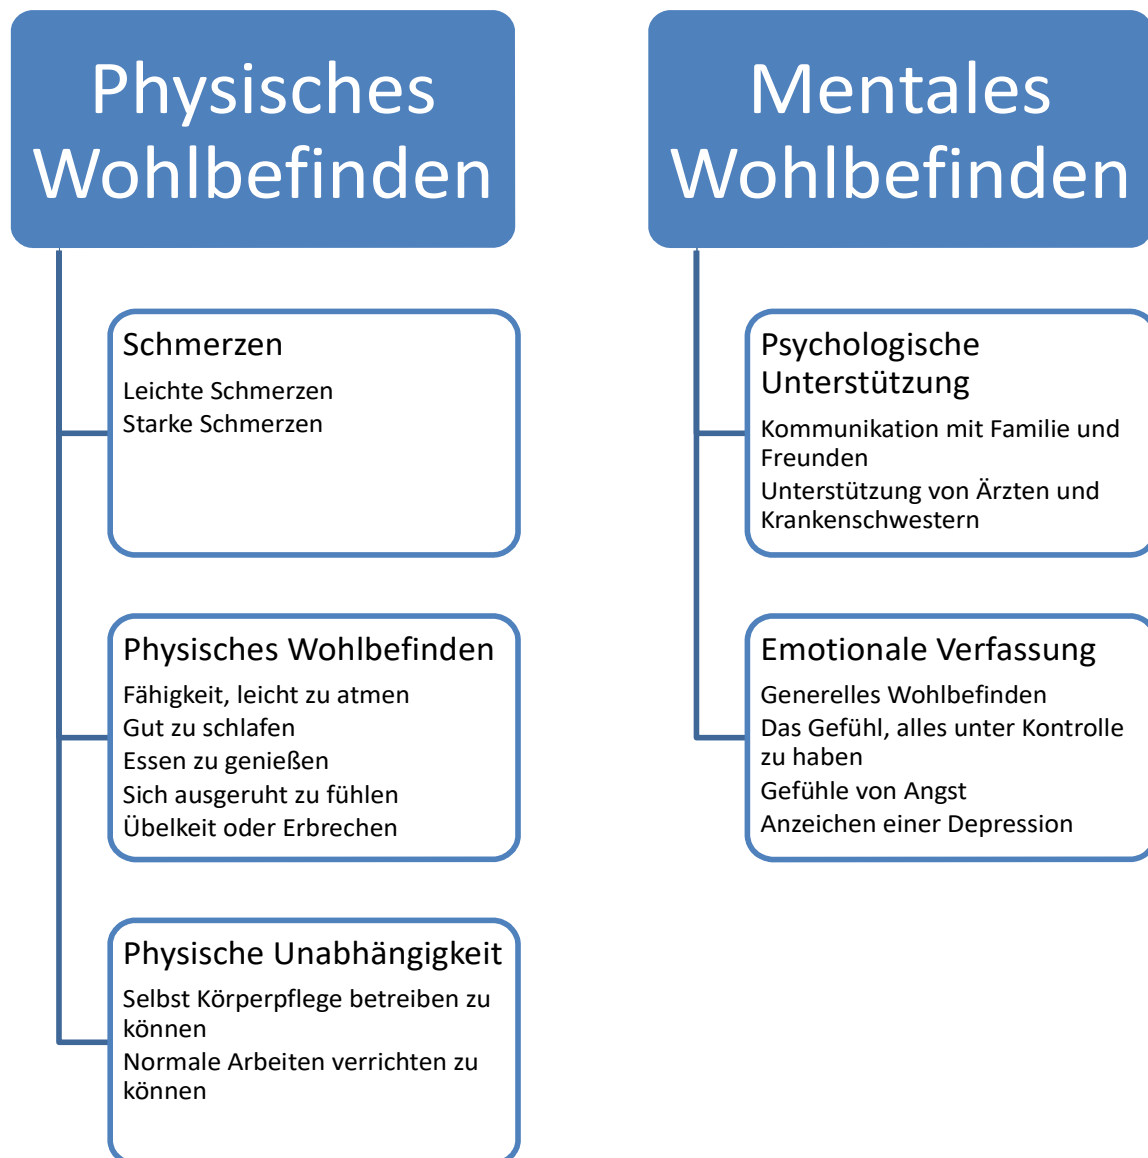 Physisches
Wohlbefinden
Schmerzen
Leichte Schmerzen
Starke Schmerzen
Physisches Wohlbefinden
Fähigkeit, leicht zu atmen
Gut zu schlafen
Essen zu genießen
Sich ausgeruht zu fühlen
Übelkeit oder Erbrechen
Physische Unabhängigkeit
Selbst Körperpflege betreiben zu
können
Normale Arbeiten verrichten zu
können
Mentales
Wohlbefinden
Psychologische
Unterstützung
Kommunikation mit Familie und
Freunden
Unterstützung von Ärzten und
Krankenschwestern
Emotionale Verfassung
Generelles Wohlbefinden
Das Gefühl, alles unter Kontrolle
zu haben
Gefühle von Angst
Anzeichen einer Depression